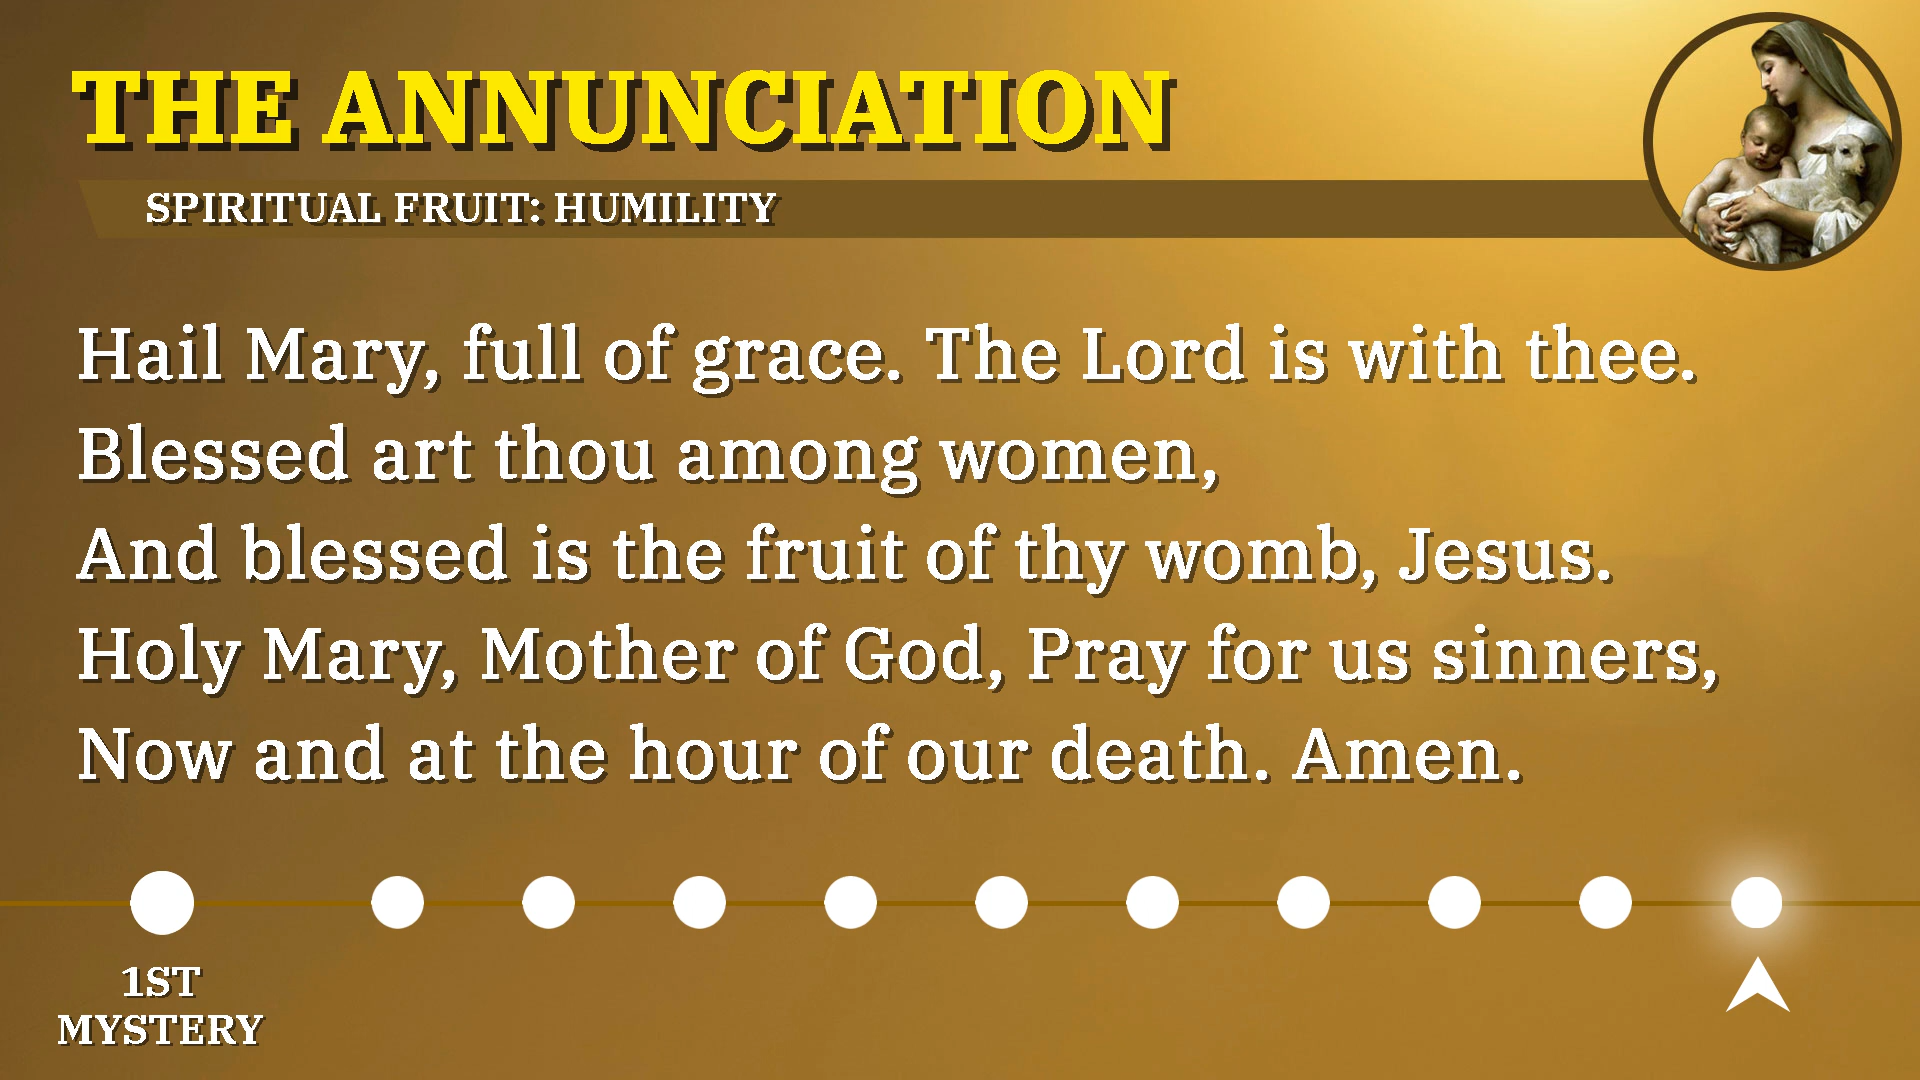 THE ANNUNCIATION
SPIRITUAL FRUIT: HUMILITY
Hail Mary, full of grace. The Lord is with thee.
Blessed art thou among women,
And blessed is the fruit of thy womb, Jesus.
Holy Mary, Mother of God, Pray for us sinners,
Now and at the hour of our death. Amen.
1ST
MYSTERY